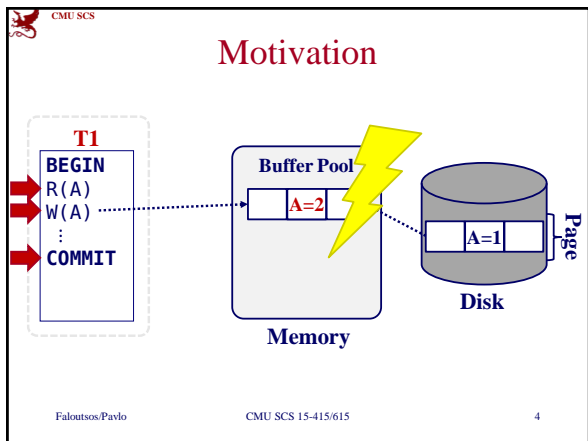 CMU SCS
Motivation
T1
BEGIN
R(A)
W(A)
⋮
COMMIT
Buffer Pool
A=2
Memory
A=1
Page
Disk
Faloutsos/Pavlo
CMU SCS 15-415/615
4